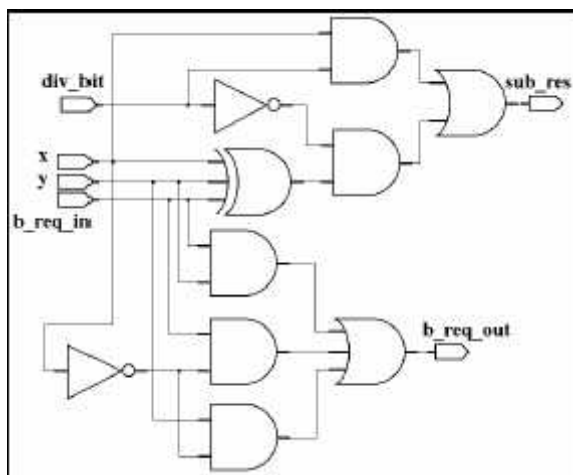 div_bit
sub_res
x
y
b_req_in
b_req_out